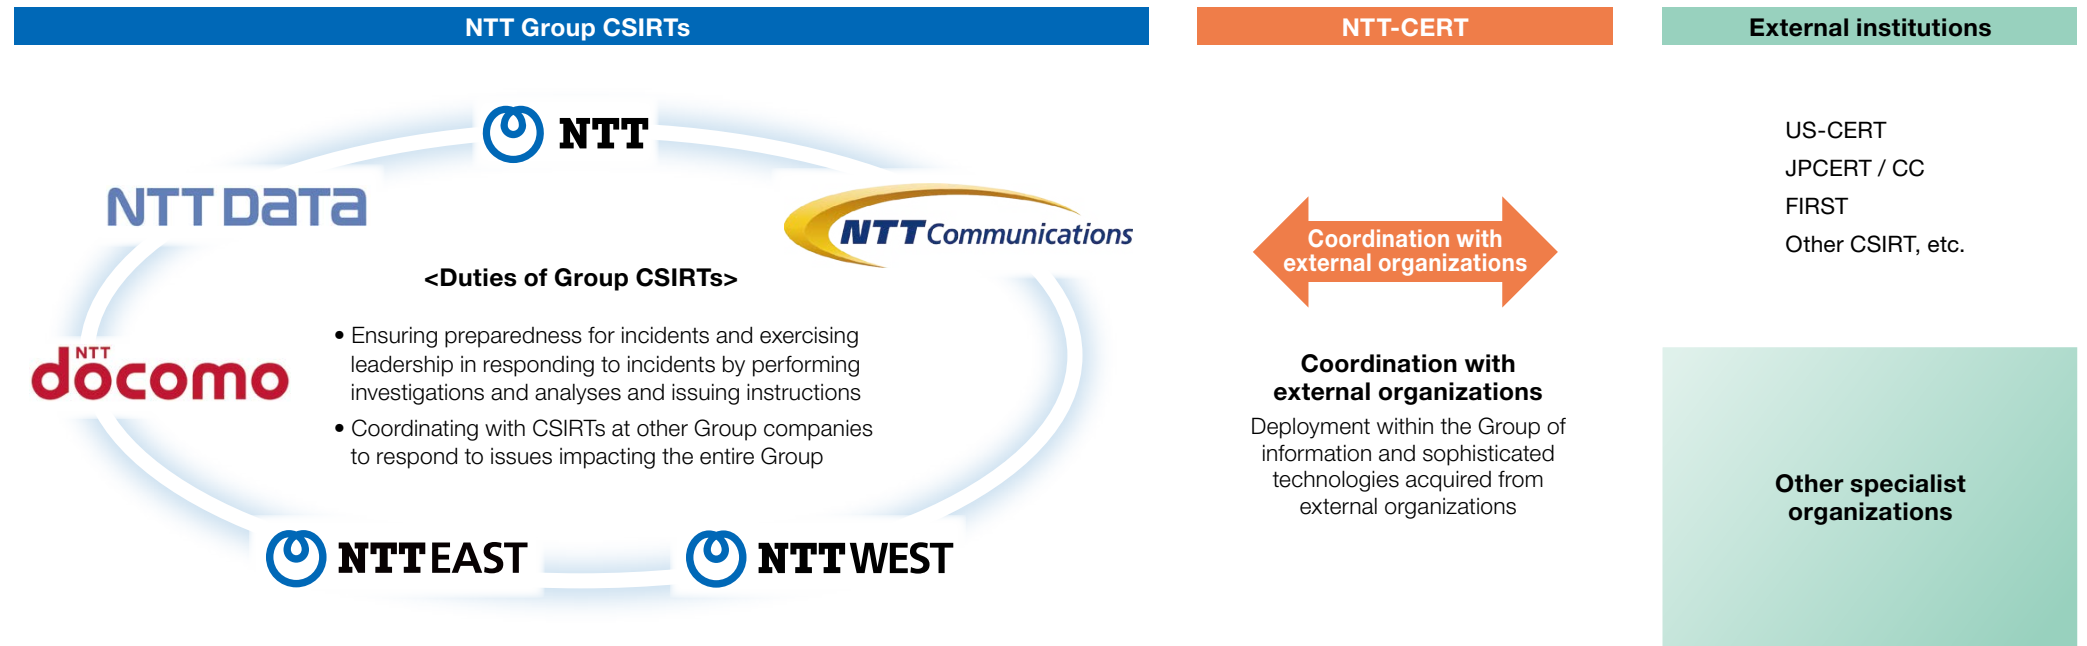 NTT Group CSIRTs
NTT
NTT DATA
NTT Communications
<Duties of Group CSIRTs>
• Ensuring preparedness for incidents and exercising
leadership in responding to incidents by performing
investigations and analyses and issuing instructions
• Coordinating with CSIRTs at other Group companies
to respond to issues impacting the entire Group
NTT
döcomo
NTT EAST
NTT WEST
NTT-CERT
Coordination with
external organizations
Coordination with
external organizations
Deployment within the Group of
information and sophisticated
technologies acquired from
external organizations
External institutions
US-CERT
JPCERT / CC
FIRST
Other CSIRT, etc.
Other specialist
organizations